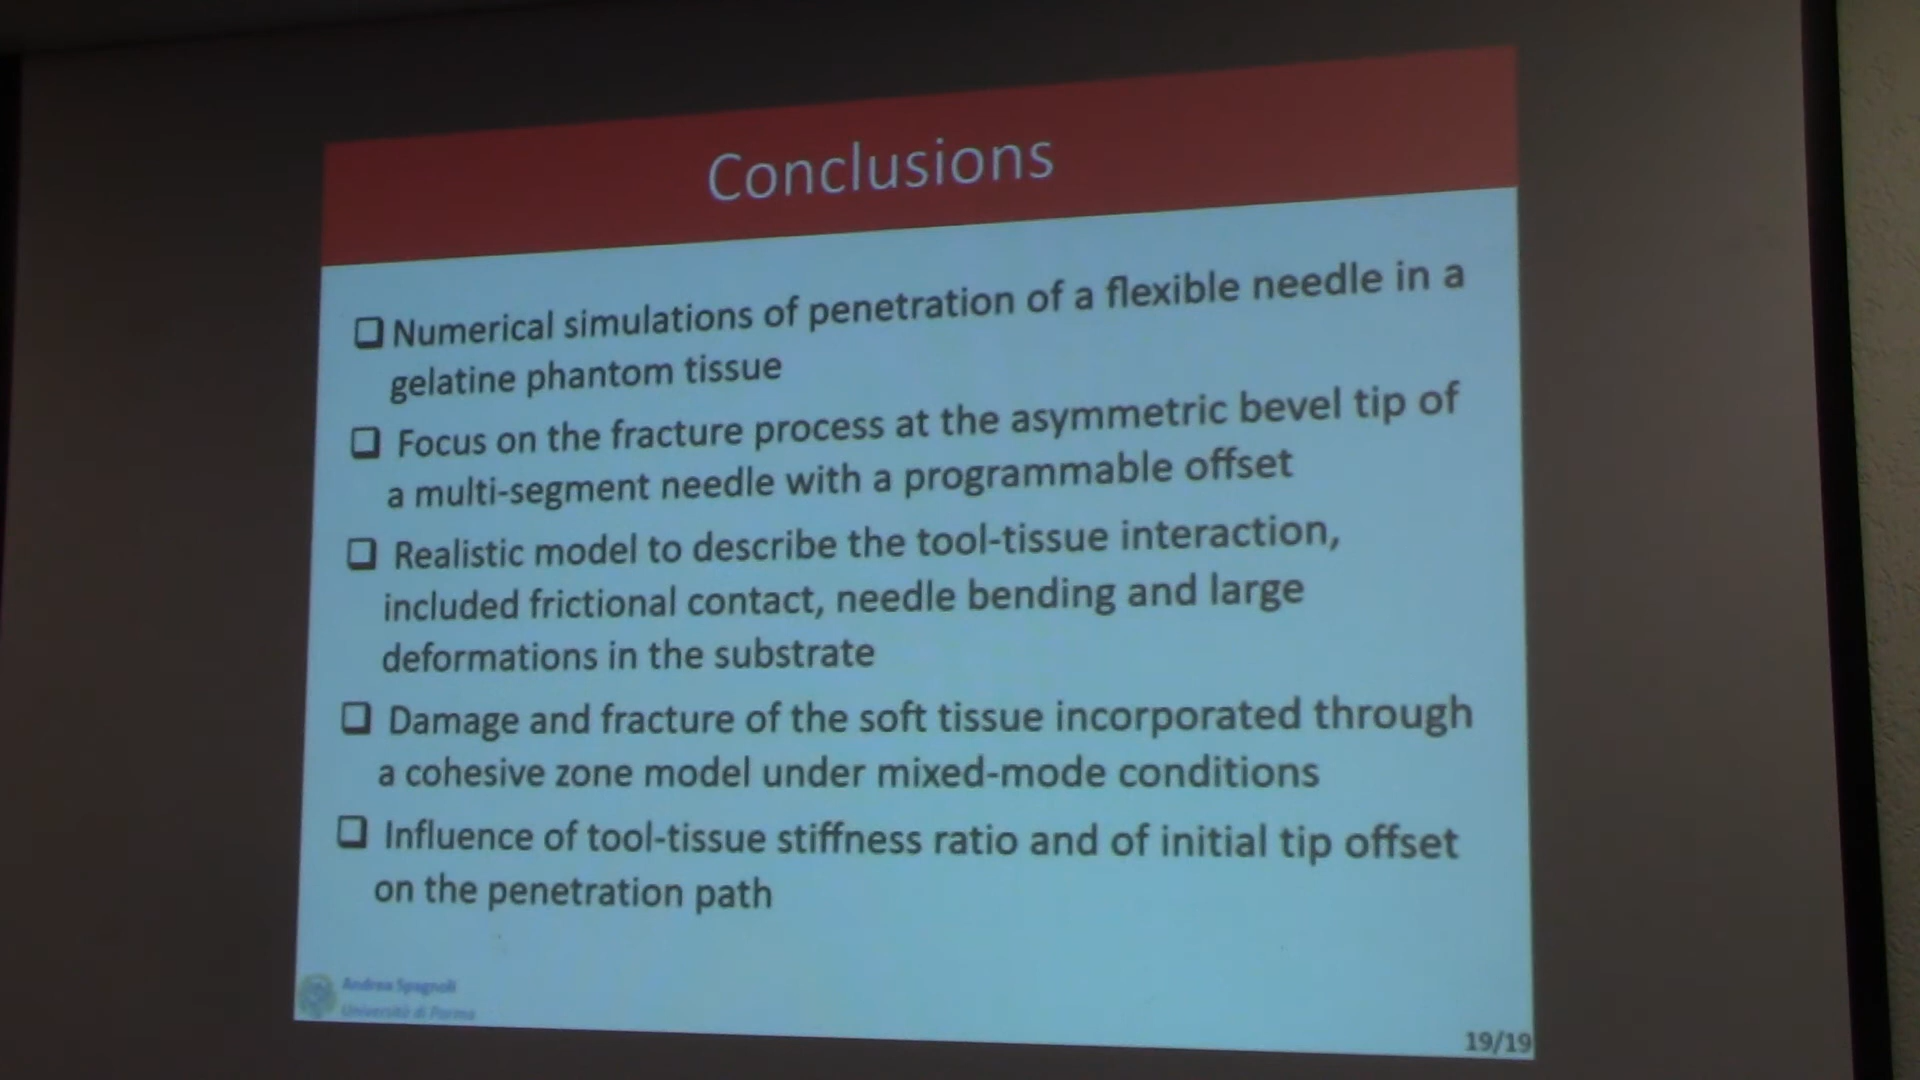 Conclusions
❑ Numerical simulations of penetration of a flexible needle in a
gelatine phantom tissue
❑ Focus on the fracture process at the asymmetric bevel tip of
a multi-segment needle with a programmable offset
❑ Realistic model to describe the tool-tissue interaction,
included frictional contact, needle bending and large
deformations in the substrate
❑ Damage and fracture of the soft tissue incorporated through
a cohesive zone model under mixed-mode conditions
❑ Influence of tool-tissue stiffness ratio and of initial tip offset
on the penetration path
Andrea Spagnoli
Università di Parma
19/19